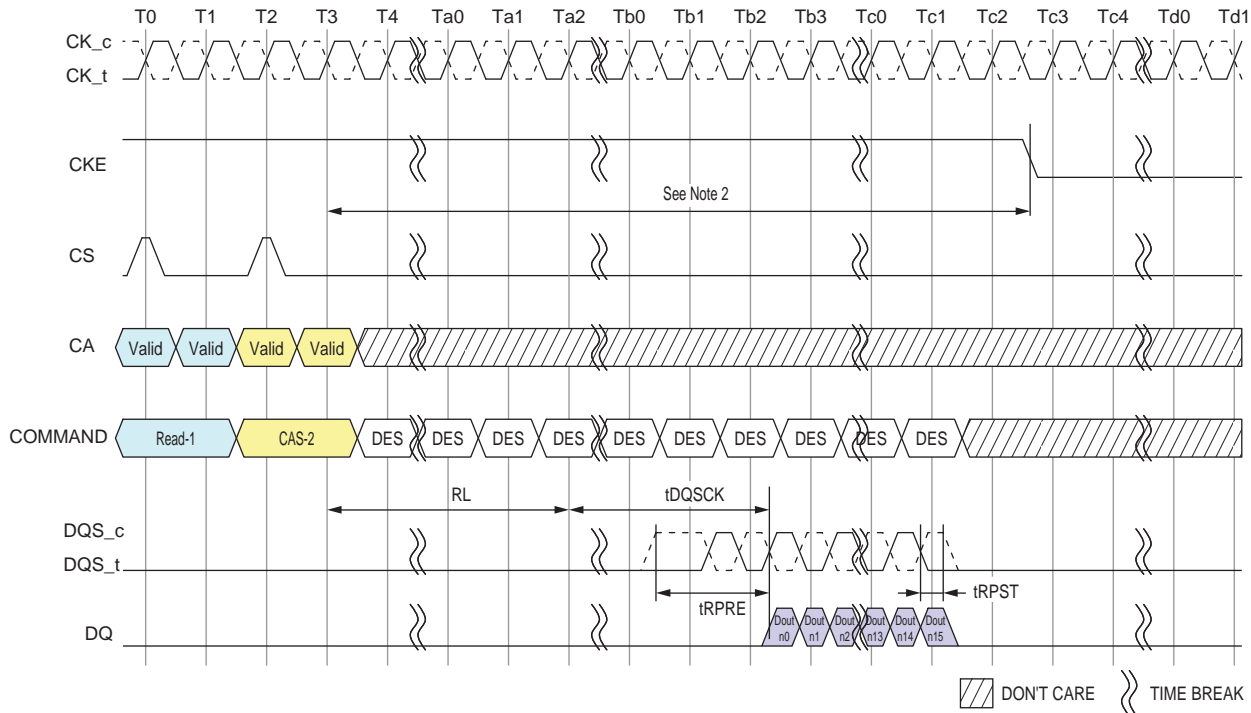 T0 T1 T2 T3 T4 Ta0 Ta1 Ta2 Tb0 Tb1 Tb2 Tb3 Tc0 Tc1 Tc2 Tc3 Tc4 Td0 Td1
CK_c
CK_t
CKE
See Note 2
CS
CA Valid Valid Valid Valid
COMMAND Read-1 CAS-2 DES DES DES DES DES DES DES DES DES DES
RL tDQSCK
DQS_c
DQS_t
tRPRE tRPST
DQ Dout n0 Dout n1 Dout n2 Dout n13 Dout n14 Dout n15
DON'T CARE TIME BREAK